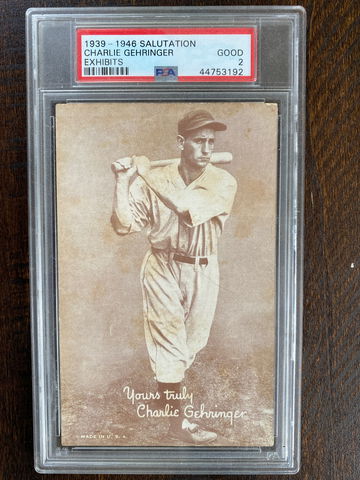 1939 - 1946 SALUTATION
CHARLIE GEHRINGER GOOD
EXHIBITS PSA 2
44753192
Yours truly
Charlie Gehringer
MADE IN U. S. A.